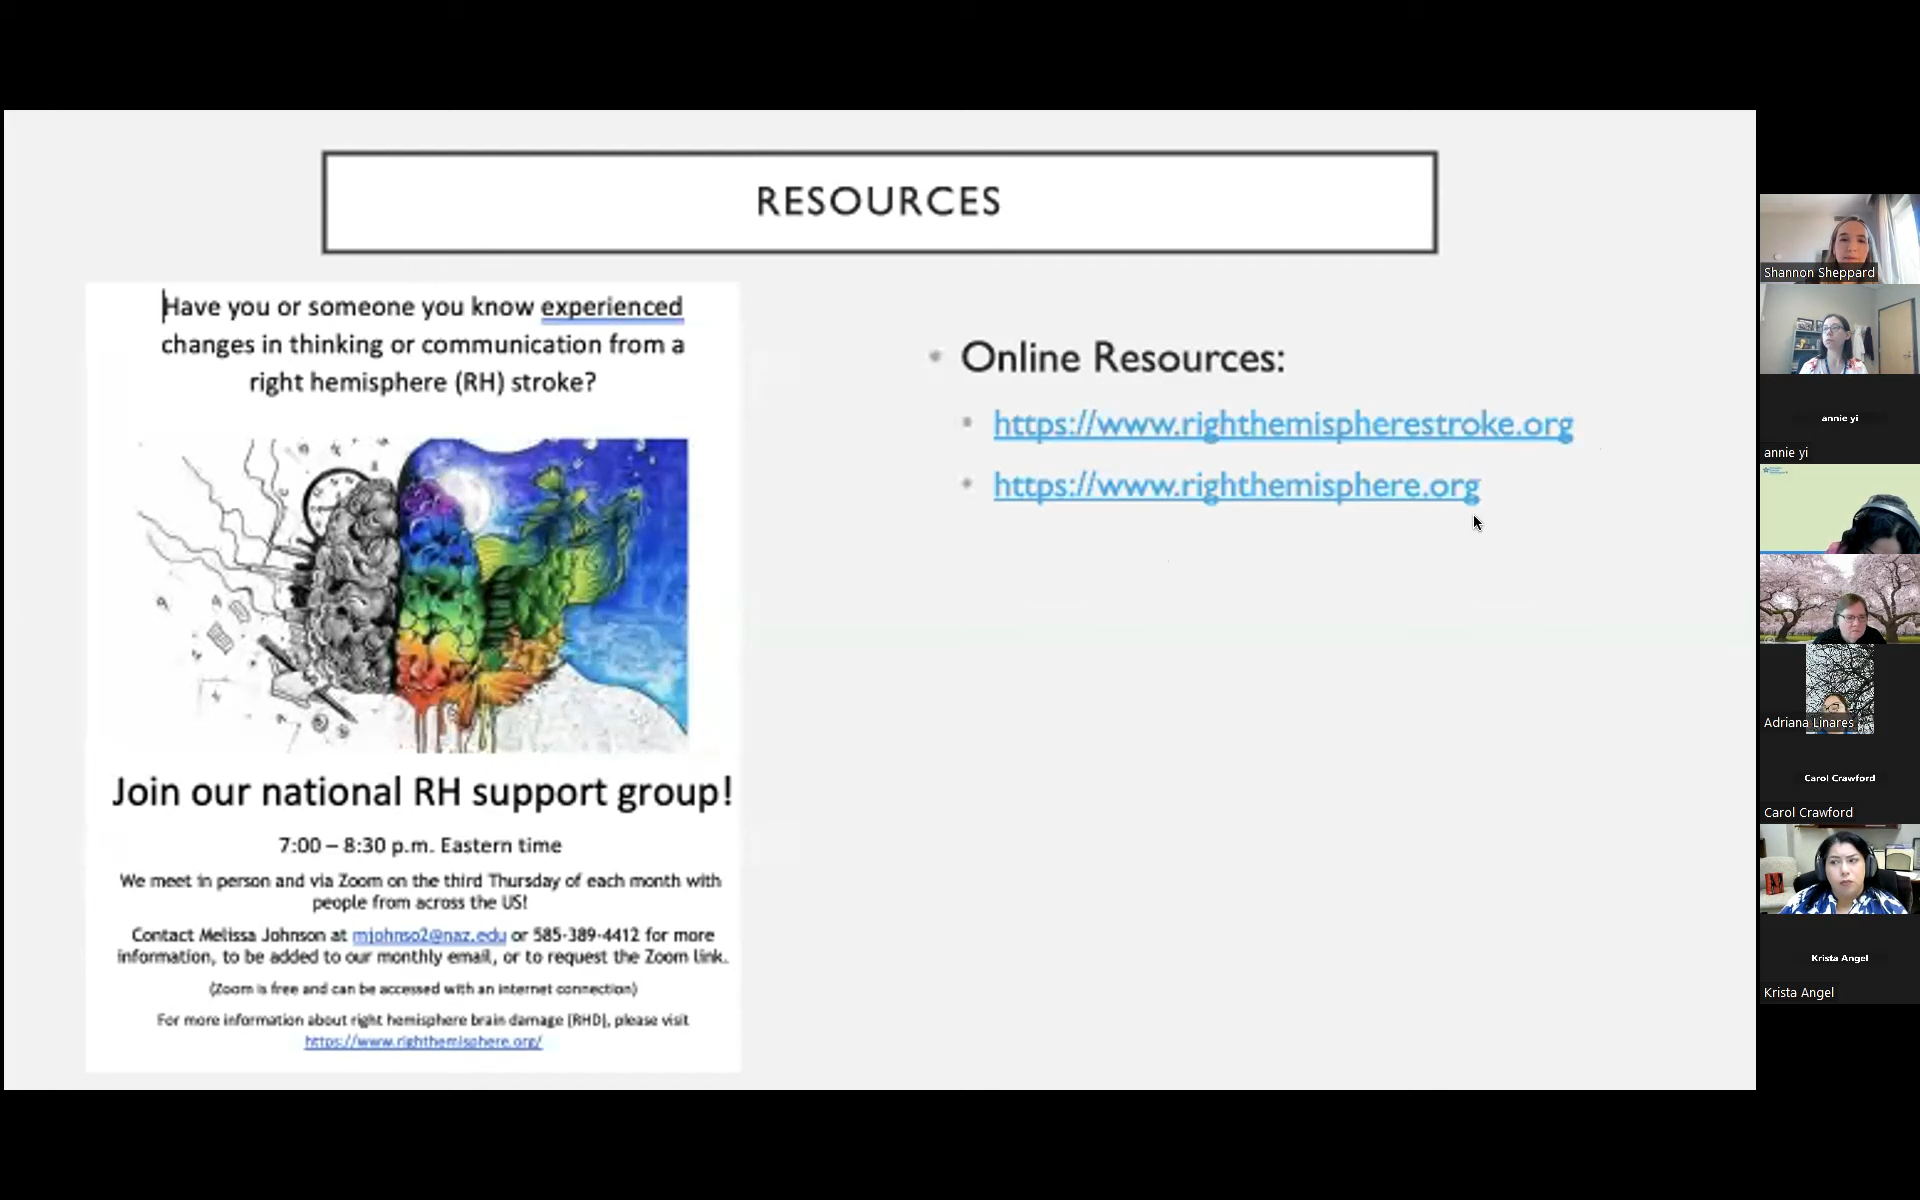 RESOURCES
Have you or someone you know experienced
changes in thinking or communication from a
right hemisphere (RH) stroke?
Join our national RH support group!
7:00 – 8:30 p.m. Eastern time
We meet in person and via Zoom on the third Thursday of each month with
people from across the US!
Contact Melissa Johnson at mjohnso2@naz.edu or 585-389-4412 for more
information, to be added to our monthly email, or to request the Zoom link.
(Zoom is free and can be accessed with an internet connection)
For more information about right hemisphere brain damage (RHD), please visit
https://www.righthemisphere.org/
Online Resources:
https://www.righthemispherestroke.org
https://www.righthemisphere.org
Shannon Sheppard
annie yi
annie yi
Adriana Linares
Carol Crawford
Carol Crawford
Krista Angel
Krista Angel